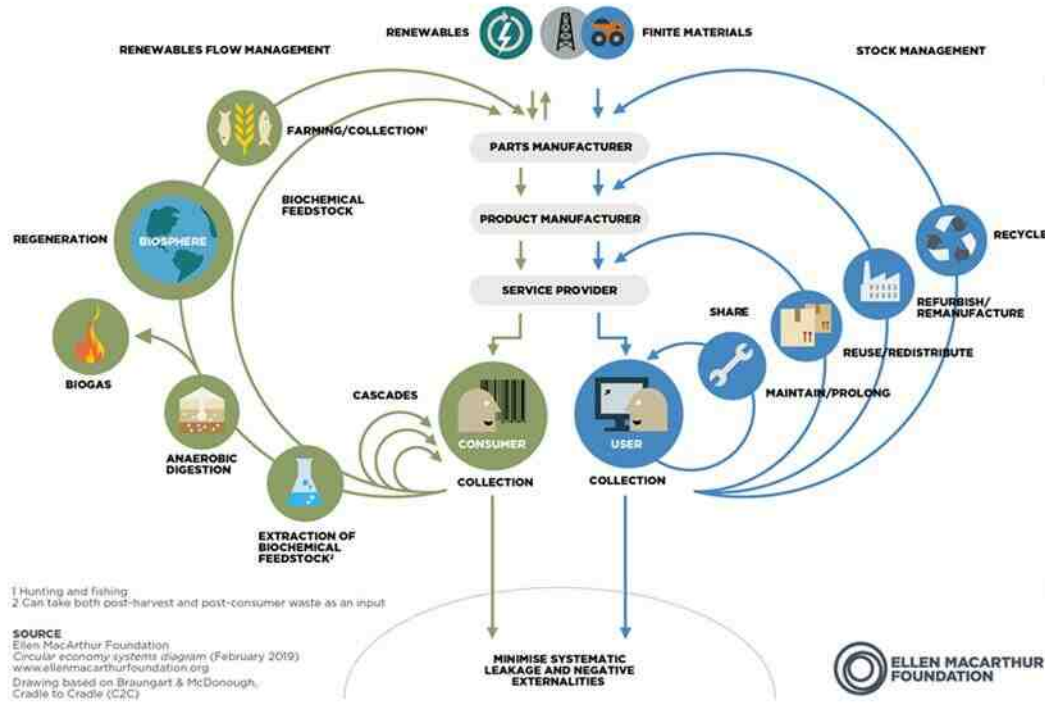 RENEWABLES
FINITE MATERIALS
RENEWABLES FLOW MANAGEMENT
STOCK MANAGEMENT
FARMING/COLLECTION¹
PARTS MANUFACTURER
BIOCHEMICAL
FEEDSTOCK
PRODUCT MANUFACTURER
REGENERATION
BIOSPHERE
RECYCLE
SERVICE PROVIDER
SHARE
REFURBISH/
REMANUFACTURE
REUSE/REDISTRIBUTE
BIOGAS
CASCADES
MAINTAIN/PROLONG
CONSUMER
USER
ANAEROBIC
DIGESTION
COLLECTION
COLLECTION
EXTRACTION OF
BIOCHEMICAL
FEEDSTOCK²
1 Hunting and fishing
2 Can take both post-harvest and post-consumer waste as an input
SOURCE
Ellen MacArthur Foundation
Circular economy systems diagram (February 2019)
www.ellenmacarthurfoundation.org
Drawing based on Braungart & McDonough,
Cradle to Cradle (C2C)
MINIMISE SYSTEMATIC
LEAKAGE AND NEGATIVE
EXTERNALITIES
ELLEN MACARTHUR
FOUNDATION